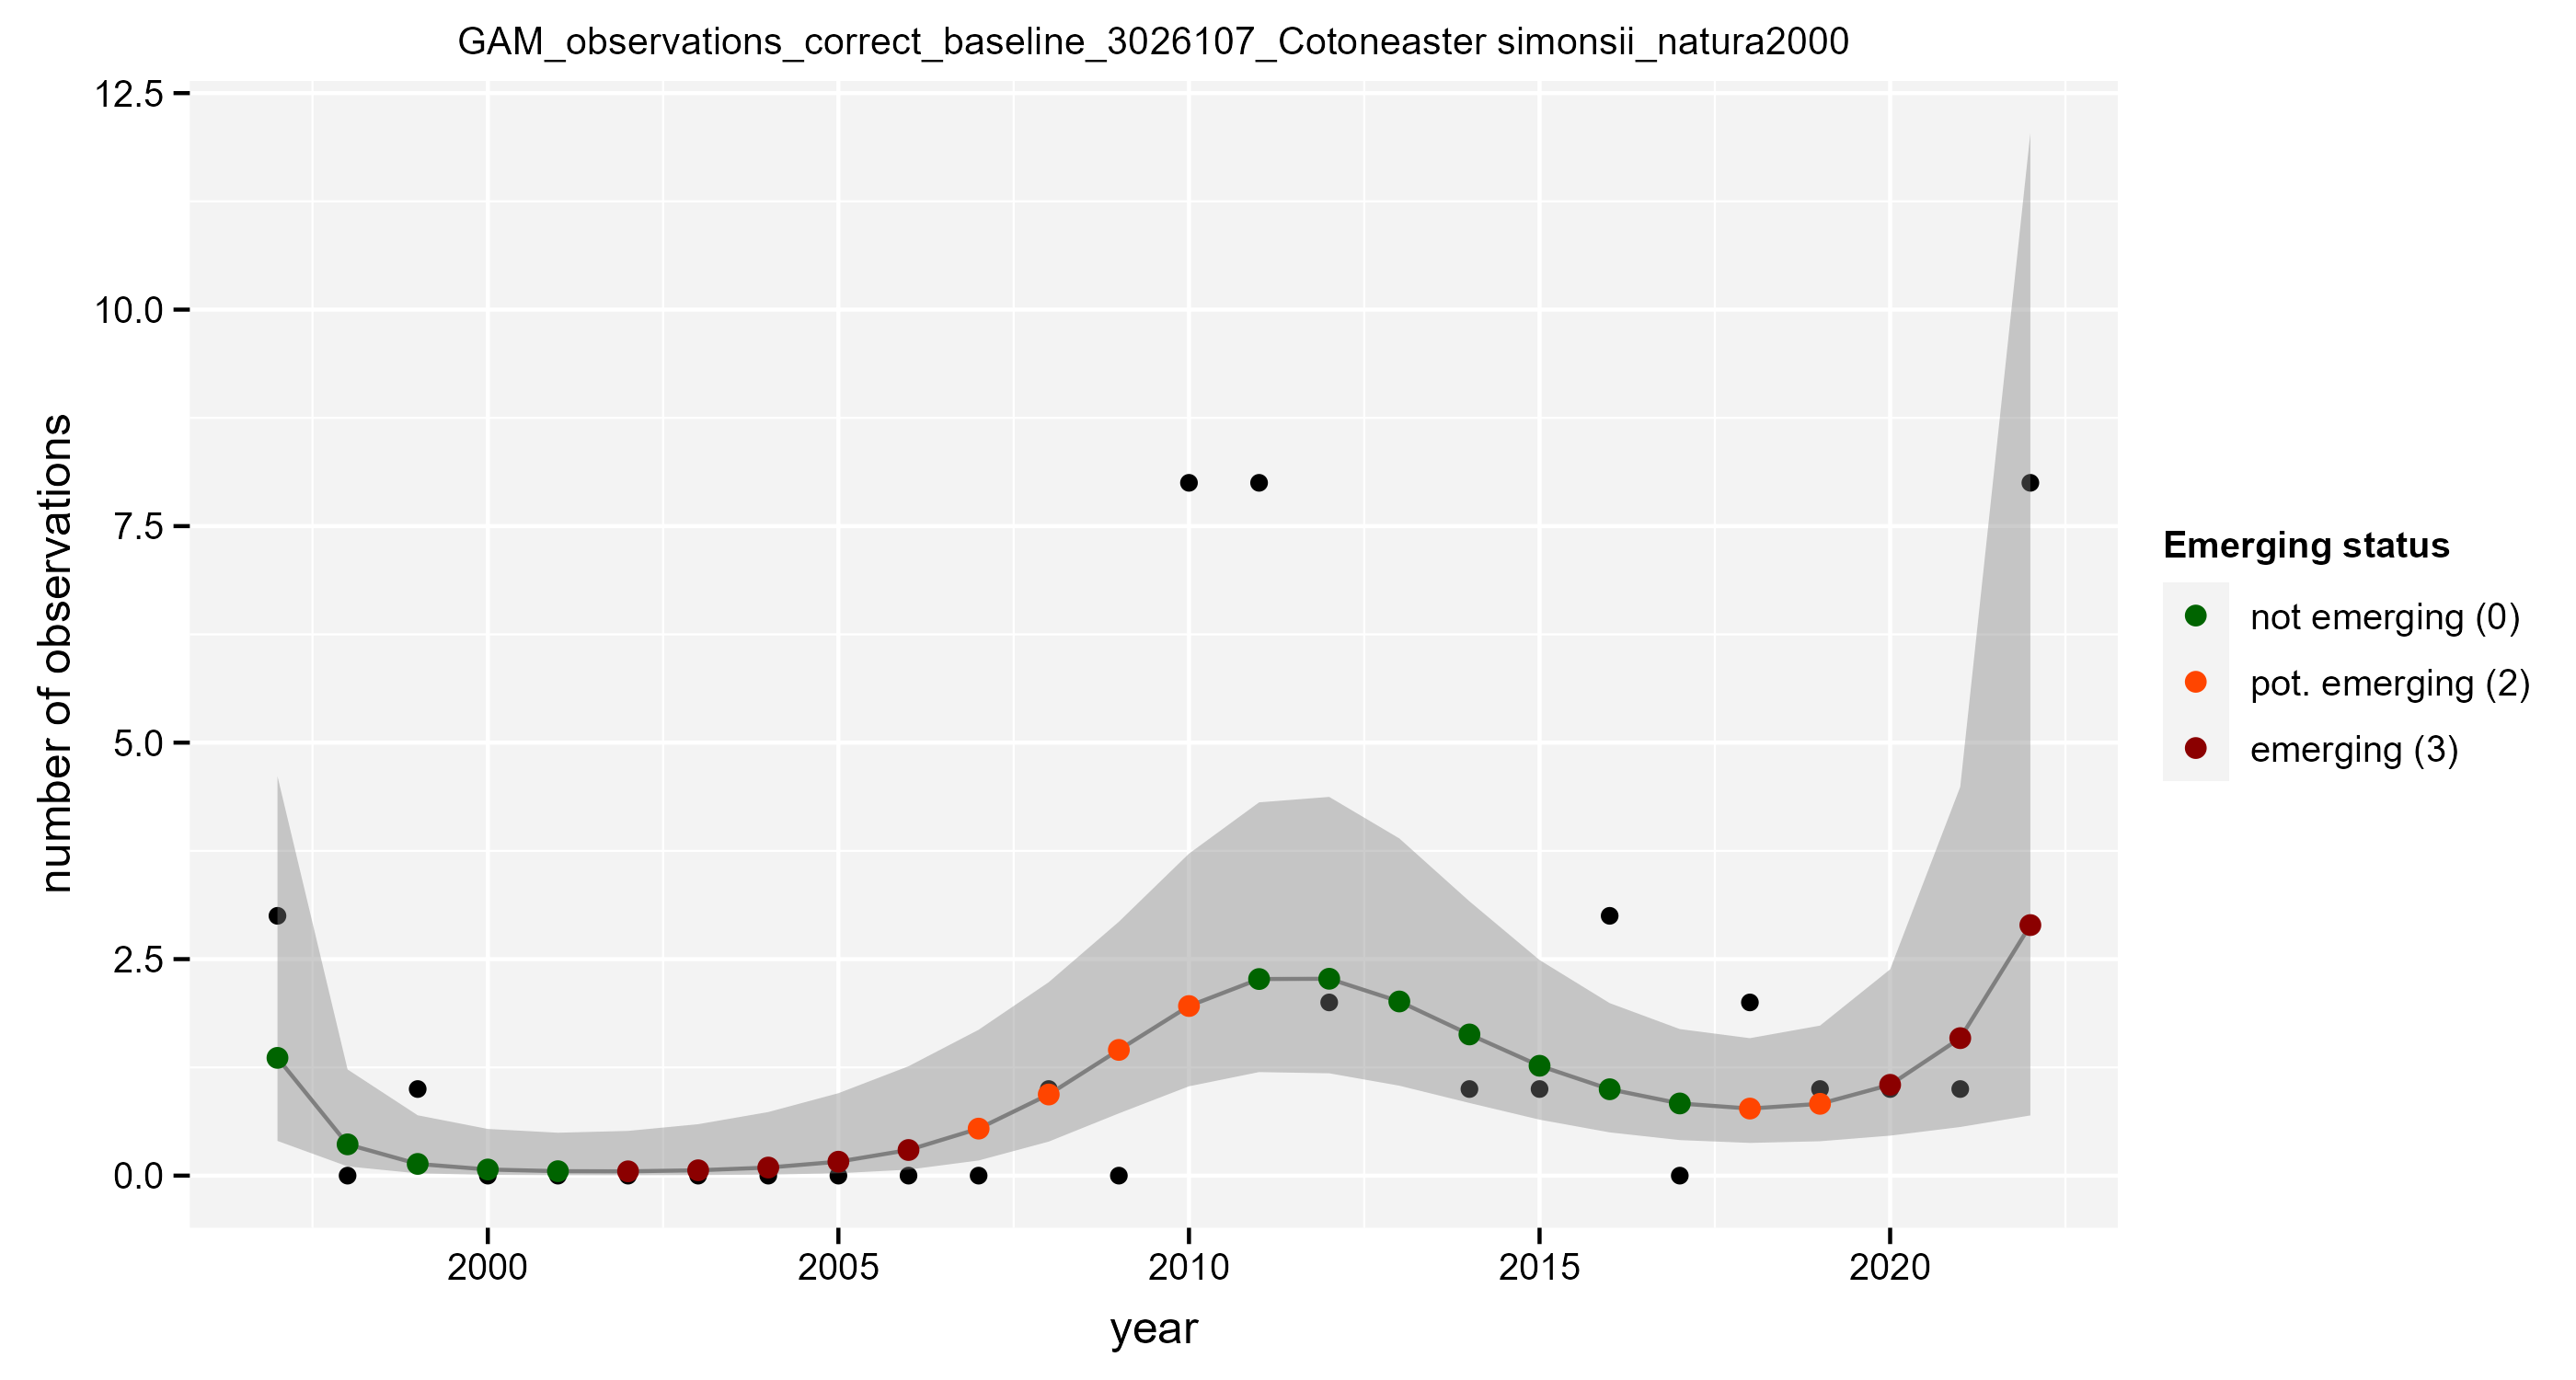 GAM_observations_correct_baseline_3026107_Cotoneaster simonsii_natura2000
12.5
10.0
7.5
5.0
2.5
0.0
number of observations
2000 2005 2010 2015 2020
year
Emerging status
not emerging (0)
pot. emerging (2)
emerging (3)